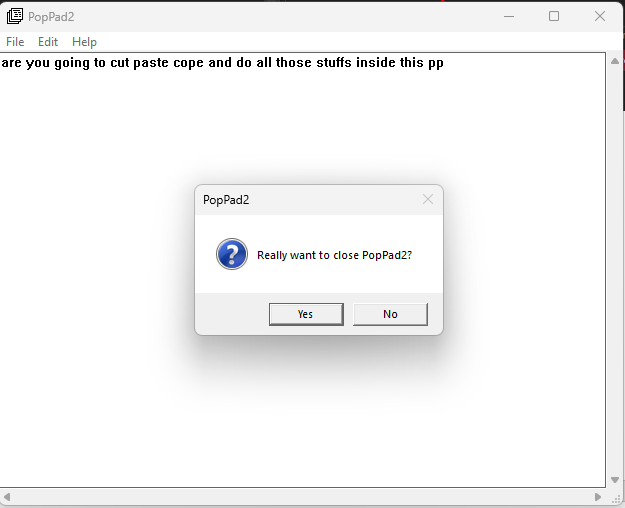 PopPad2
File Edit Help
are you going to cut paste cope and do all those stuffs inside this pp
PopPad2
Really want to close PopPad2?
Yes No